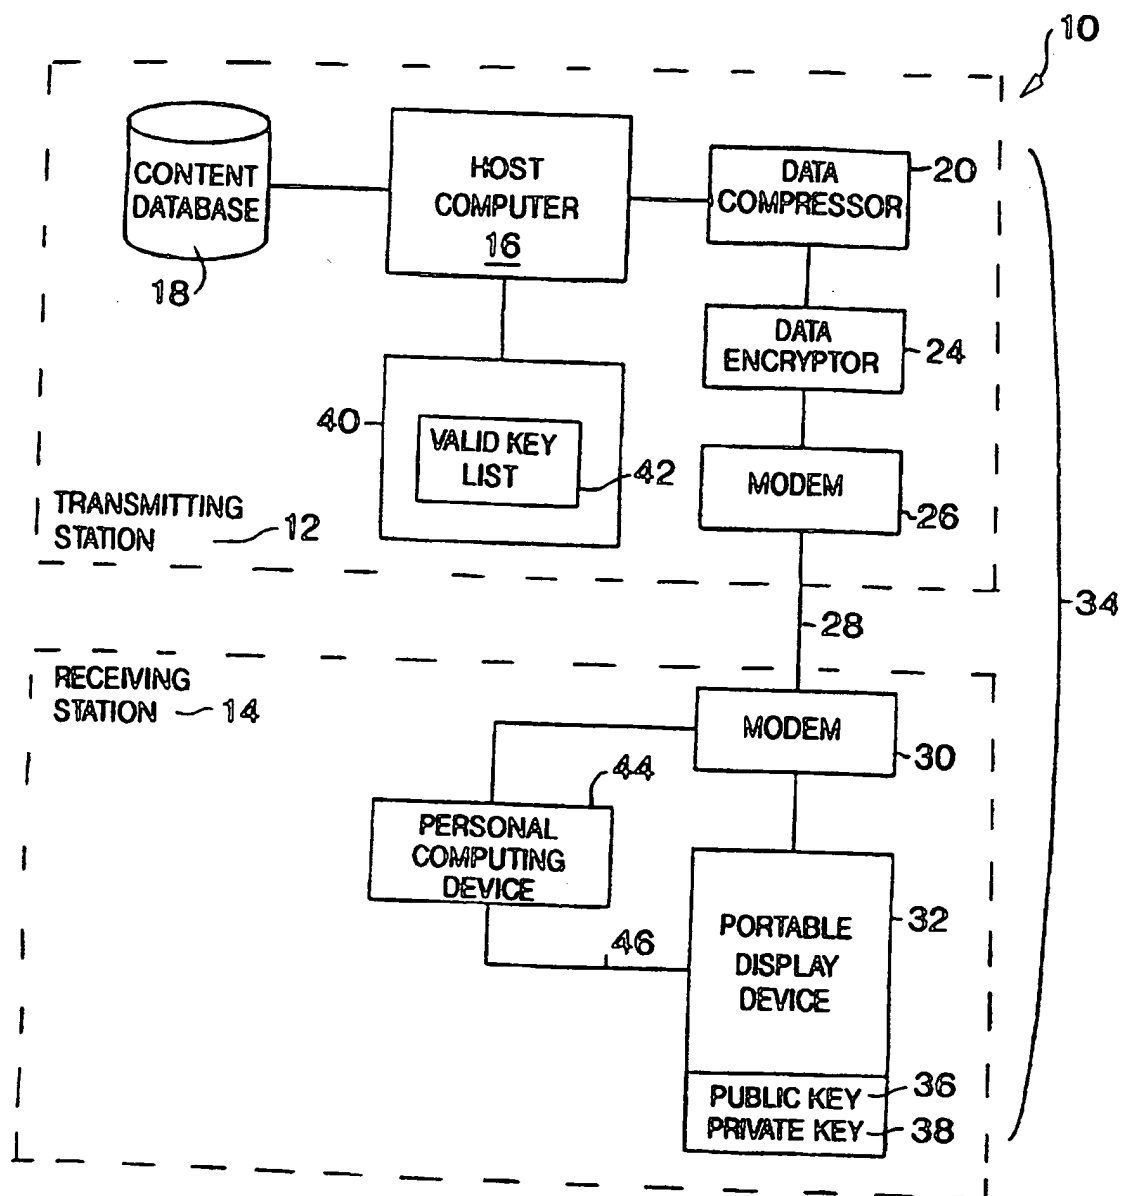 10
CONTENT
DATABASE
18
HOST
COMPUTER
16
DATA
COMPRESSOR
20
DATA
ENCRYPTOR
24
40
VALID KEY
LIST
42
MODEM
26
TRANSMITTING
STATION
12
28
34
RECEIVING
STATION
14
MODEM
30
44
PERSONAL
COMPUTING
DEVICE
46
PORTABLE
DISPLAY
DEVICE
32
PUBLIC KEY
36
PRIVATE KEY
38